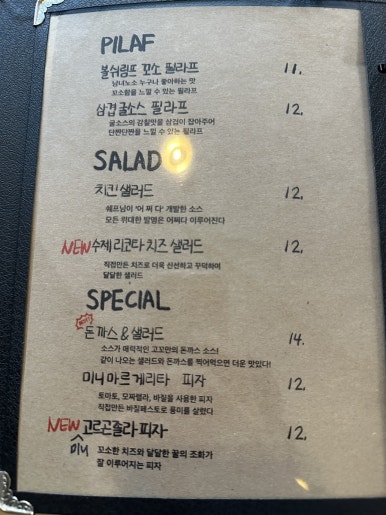 PILAF
볼쉬림프 꼬소 필라프 11.
남녀노소 누구나 좋아하는 맛
꼬소함을 느낄 수 있는 필라프
삼겹굴소스 필라프 12.
굴소스의 감칠맛을 삼겹이 잡아주어
단짠단짠을 느낄 수 있는 필라프
SALAD
치킨 샐러드 12.
쉐프님이 '어 쩌 다' 개발한 소스
모든 위대한 발명은 어쩌다 이루어진다
NEW 수제 리코타 치즈 샐러드 12.
직접만든 치즈로 더욱 신선하고 꾸덕하며
달달한 샐러드
SPECIAL
돈까스 & 샐러드 14.
소스가 매력적인 고꼬만의 돈까스 소스!
같이 나오는 샐러드와 돈까스를 찍어먹으면 더운 맛있다!
미니 마르게리타 피자 12.
토마토, 모짜렐라, 바질을 사용한 피자
직접만든 바질페스토로 풍미를 살렸다
NEW 고르곤졸라 피자 12.
미니
꼬소한 치즈와 달달한 꿀의 조화가
잘 이루어지는 피자